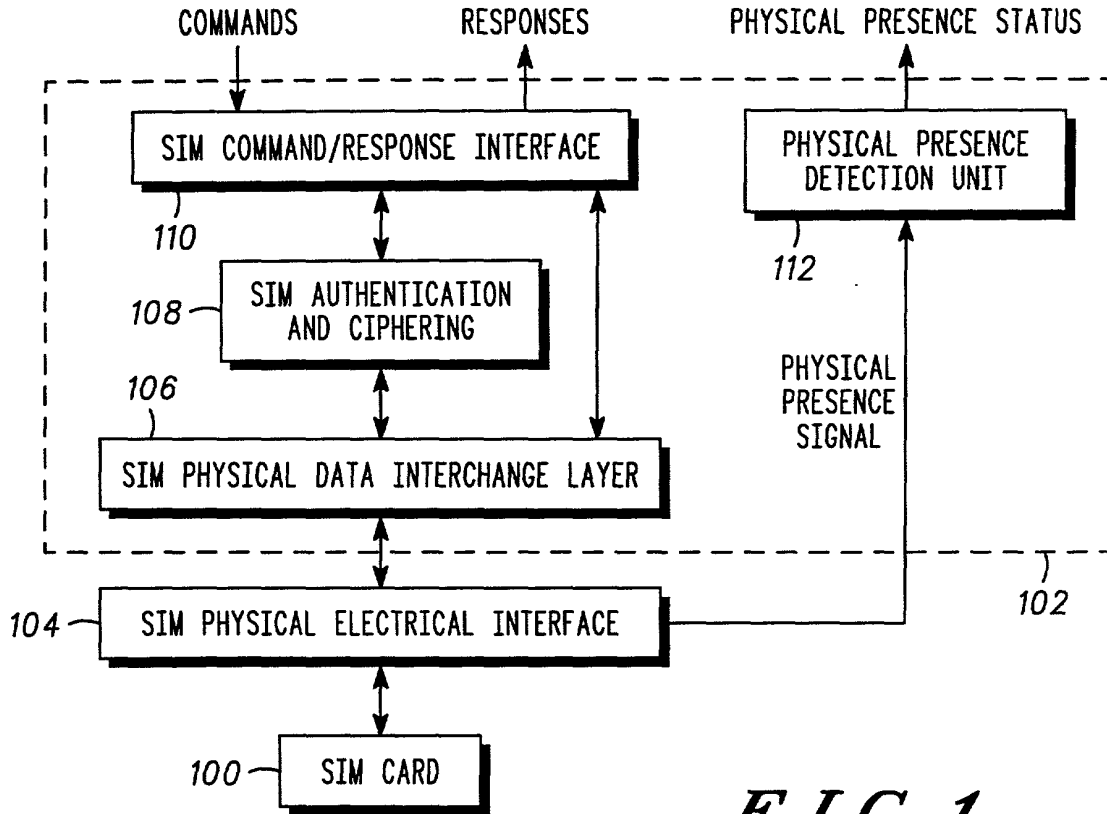 COMMANDS
RESPONSES
PHYSICAL PRESENCE STATUS
SIM COMMAND/RESPONSE INTERFACE
110
PHYSICAL PRESENCE
DETECTION UNIT
112
SIM AUTHENTICATION
AND CIPHERING
108
PHYSICAL
PRESENCE
SIGNAL
106
SIM PHYSICAL DATA INTERCHANGE LAYER
102
104
SIM PHYSICAL ELECTRICAL INTERFACE
100
SIM CARD
FIG. 1